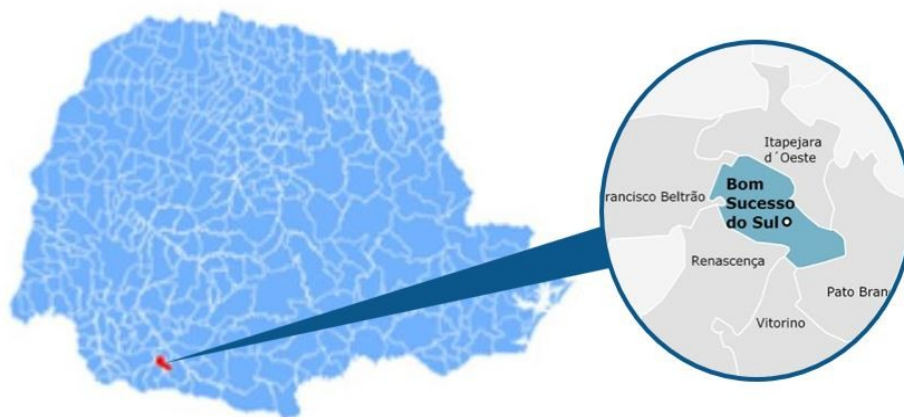 Itapejara
d´Oeste
Bom
Sucesso
do Sul
rancisco Beltrão
Renascença
Pato Bran
Vitorino